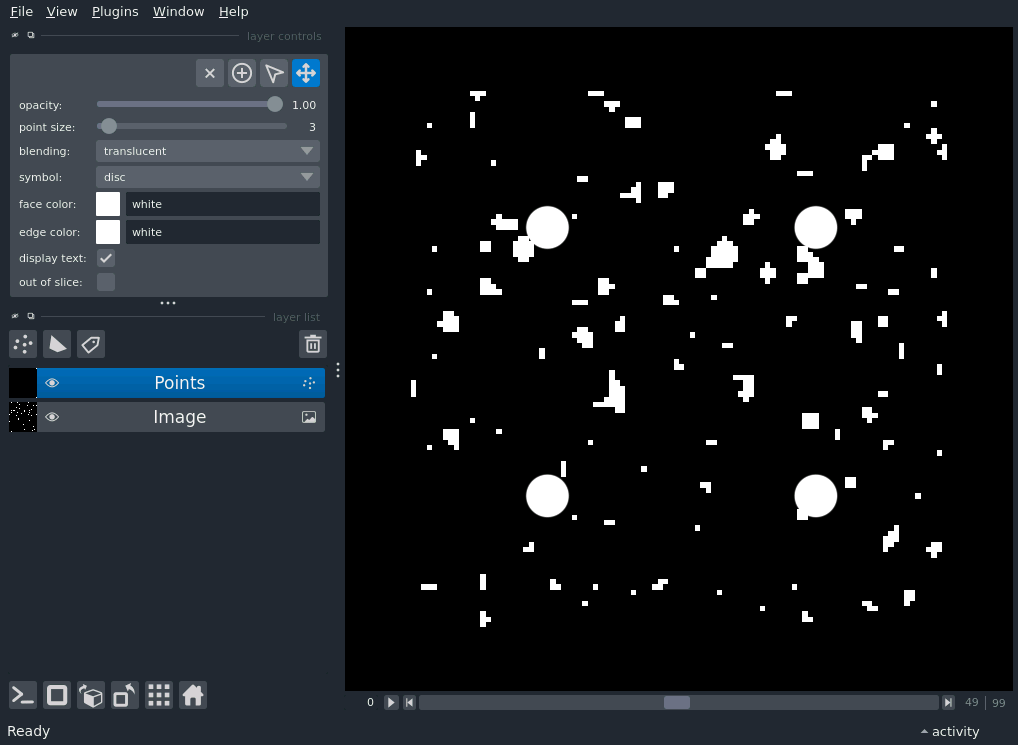 File View Plugins Window Help
layer controls
opacity: 1.00
point size: 3
blending: translucent
symbol: disc
face color: white
edge color: white
display text:
out of slice:
layer list
Points
Image
0 49 99
Ready activity